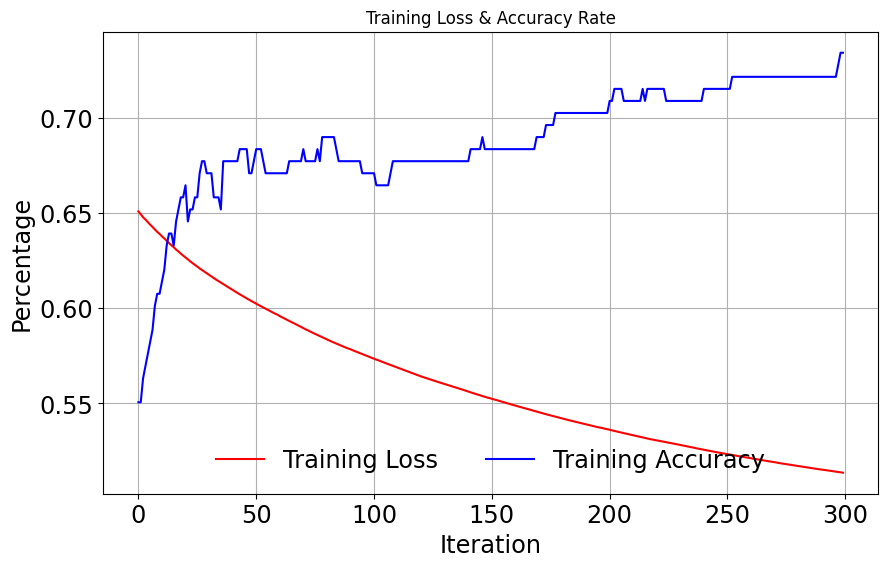 Training Loss & Accuracy Rate
Percentage
0.70
0.65
0.60
0.55
Training Loss Training Accuracy
0 50 100 150 200 250 300
Iteration